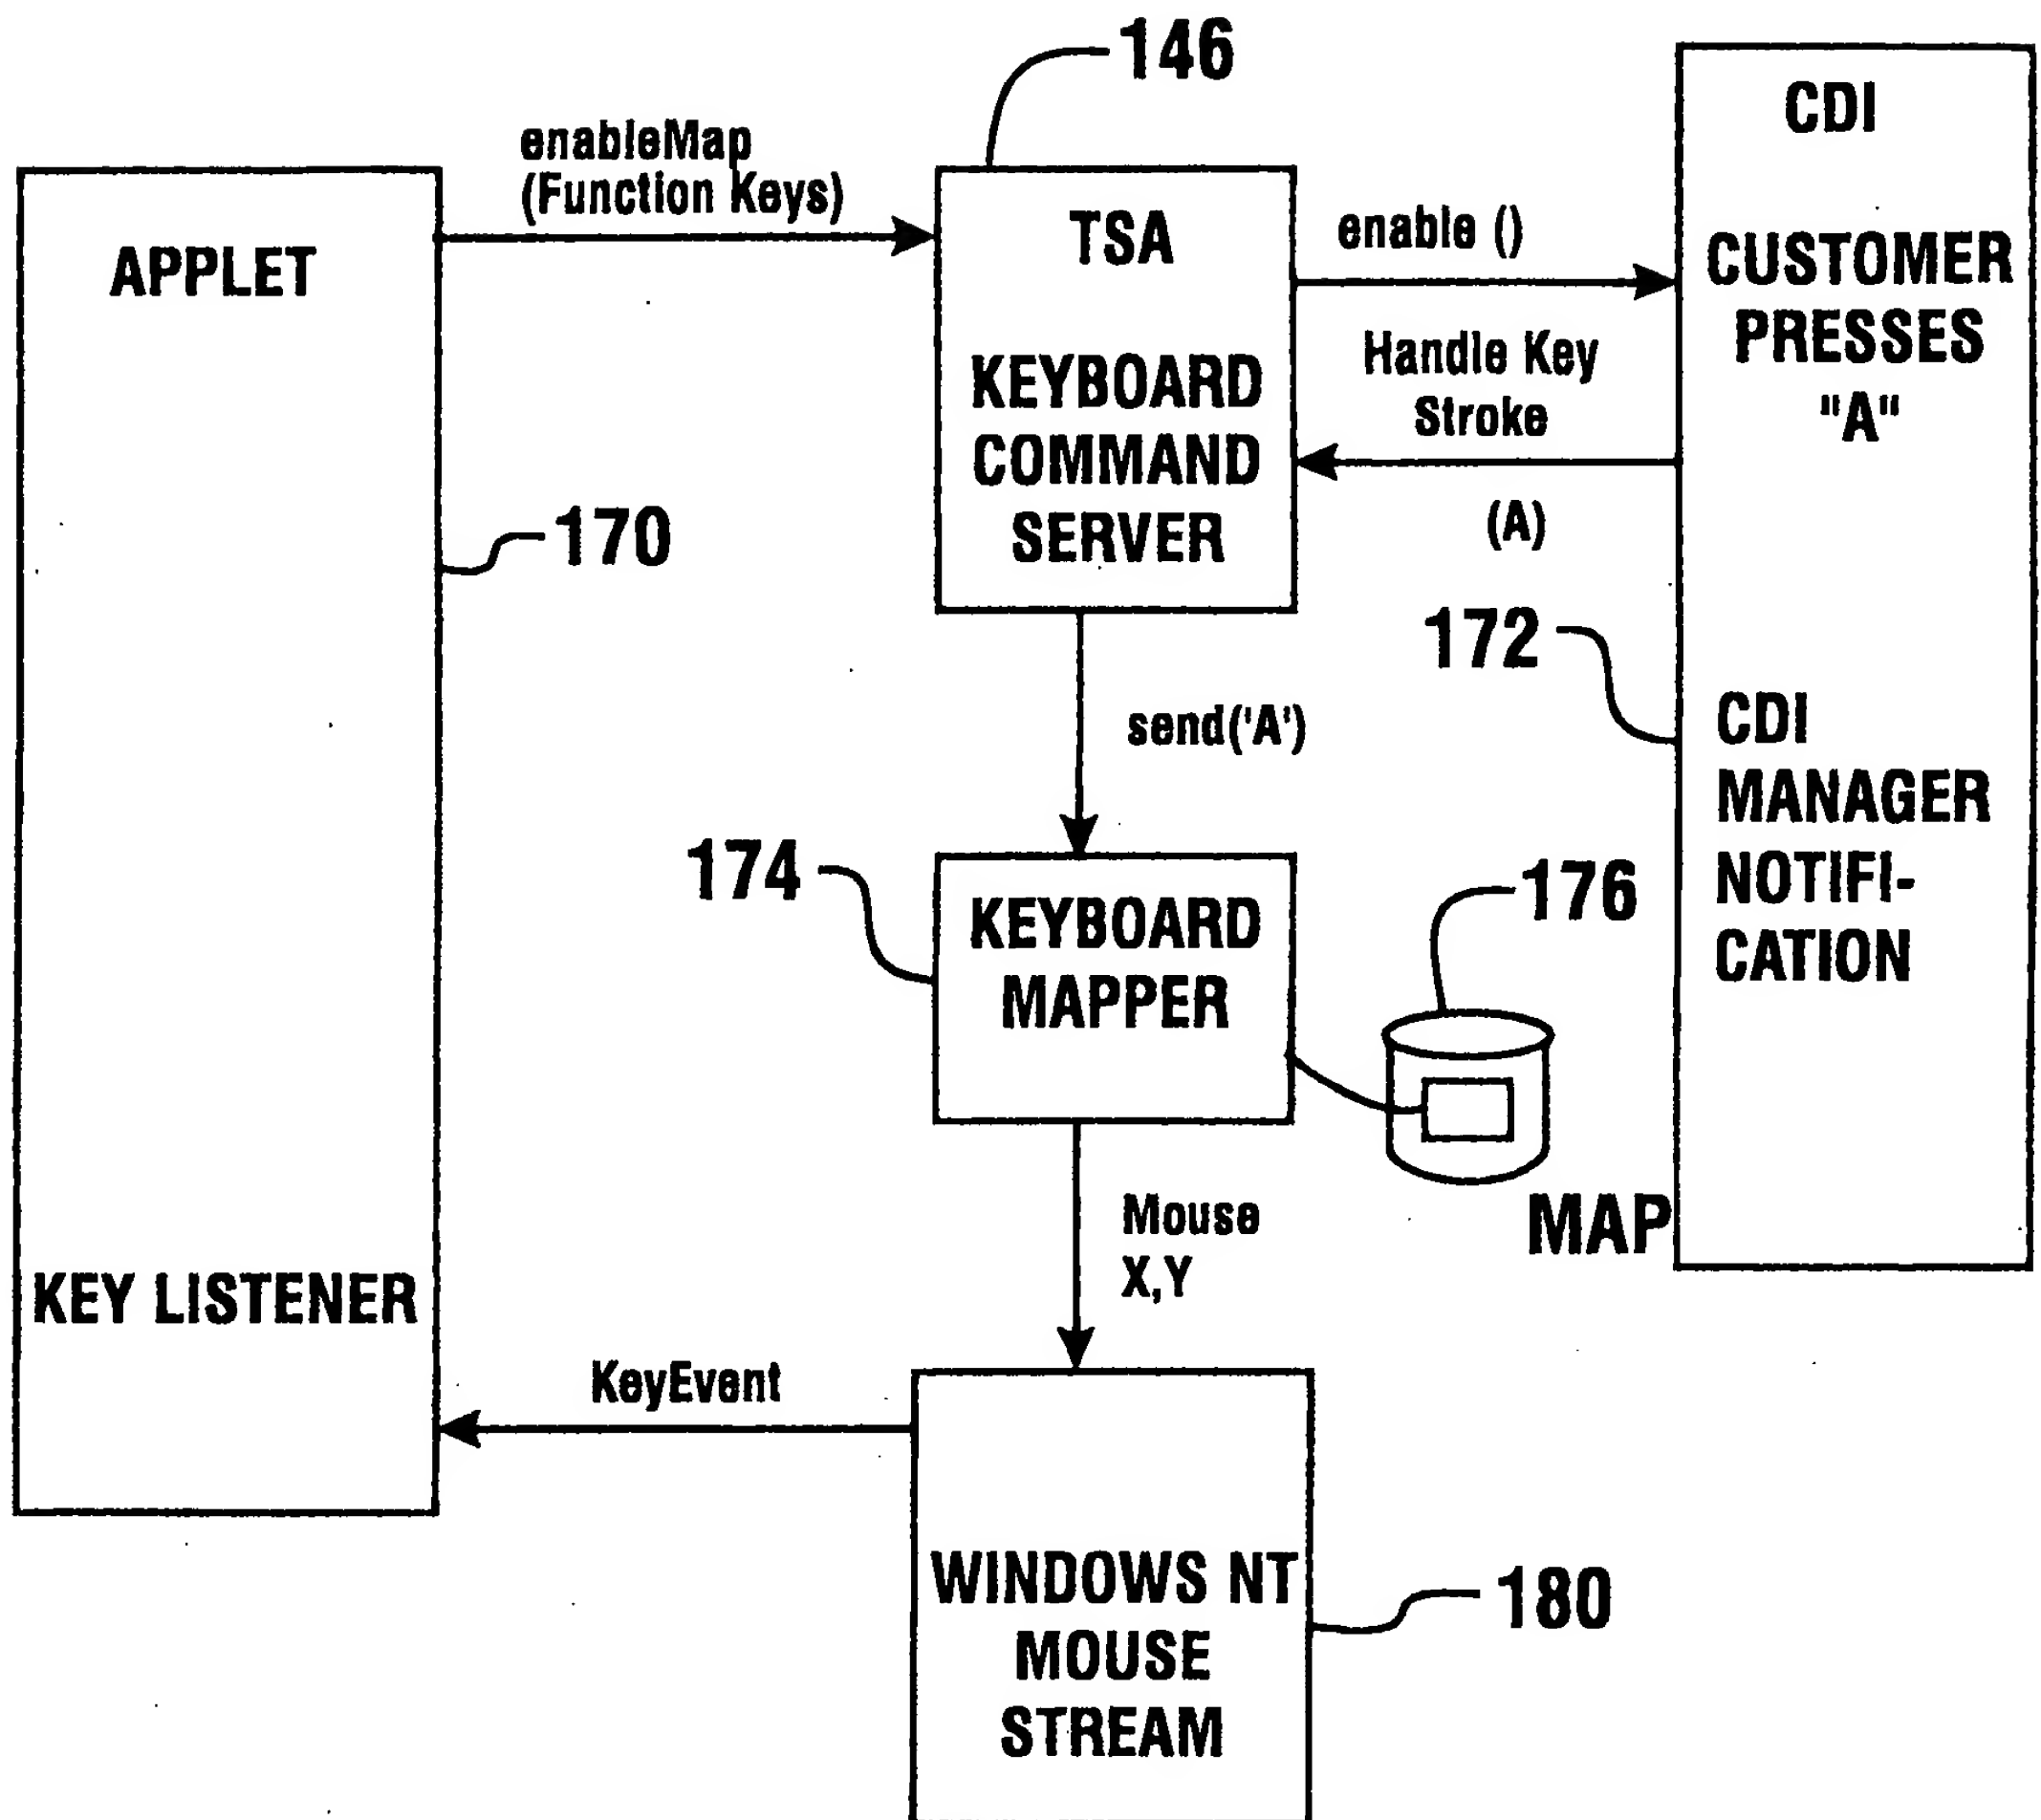 146
CDI
enableMap
(Function Keys)
APPLET
TSA
enable ()
CUSTOMER
PRESSES
"A"
Handle Key
Stroke
KEYBOARD
COMMAND
SERVER
(A)
170
172
send('A')
CDI
MANAGER
NOTIFI-
CATION
174
KEYBOARD
MAPPER
176
Mouse
X,Y
MAP
KEY LISTENER
KeyEvent
WINDOWS NT
MOUSE
STREAM
180